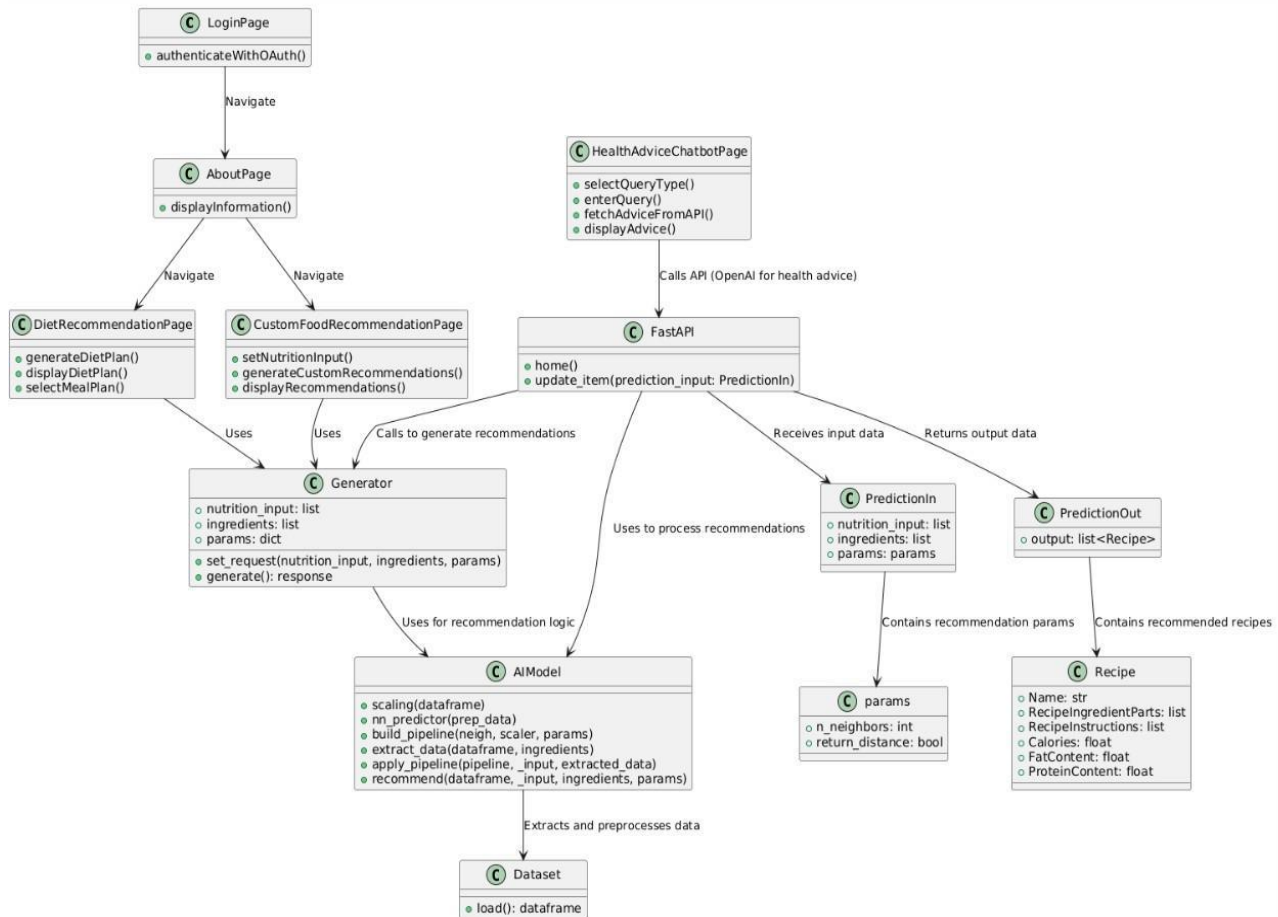 C LoginPage
authenticateWithOAuth()
Navigate
C AboutPage
displayInformation()
C HealthAdviceChatbotPage
selectQueryType()
enterQuery()
fetchAdviceFromAPI()
displayAdvice()
Navigate
Navigate
Calls API (OpenAI for health advice)
C DietRecommendationPage
generateDietPlan()
displayDietPlan()
selectMealPlan()
C CustomFoodRecommendationPage
setNutritionInput()
generateCustomRecommendations()
displayRecommendations()
C FastAPI
home()
update_item(prediction_input: PredictionIn)
Uses
Uses
Calls to generate recommendations
Receives input data
Returns output data
C Generator
nutrition_input: list
ingredients: list
params: dict
set_request(nutrition_input, ingredients, params)
generate(): response
Uses to process recommendations
C PredictionIn
nutrition_input: list
ingredients: list
params: params
C PredictionOut
output: list<Recipe>
Uses for recommendation logic
Contains recommendation params
Contains recommended recipes
C AIModel
scaling(dataframe)
nn_predictor(prep_data)
build_pipeline(neigh, scaler, params)
extract_data(dataframe, ingredients)
apply_pipeline(pipeline, _input, extracted_data)
recommend(dataframe, _input, ingredients, params)
C params
n_neighbors: int
return_distance: bool
C Recipe
Name: str
RecipeIngredientParts: list
RecipeInstructions: list
Calories: float
FatContent: float
ProteinContent: float
Extracts and preprocesses data
C Dataset
load(): dataframe